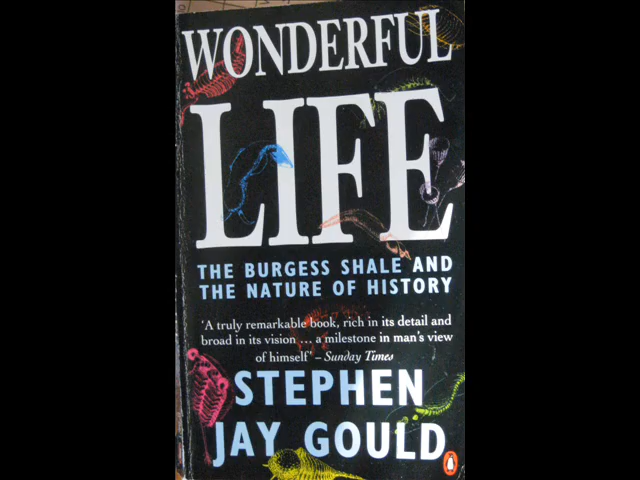 WONDERFUL
LIFE
THE BURGESS SHALE AND
THE NATURE OF HISTORY
'A truly remarkable book, rich in its detail and
broad in its vision ... a milestone in man's view
of himself' – Sunday Times
STEPHEN
JAY GOULD